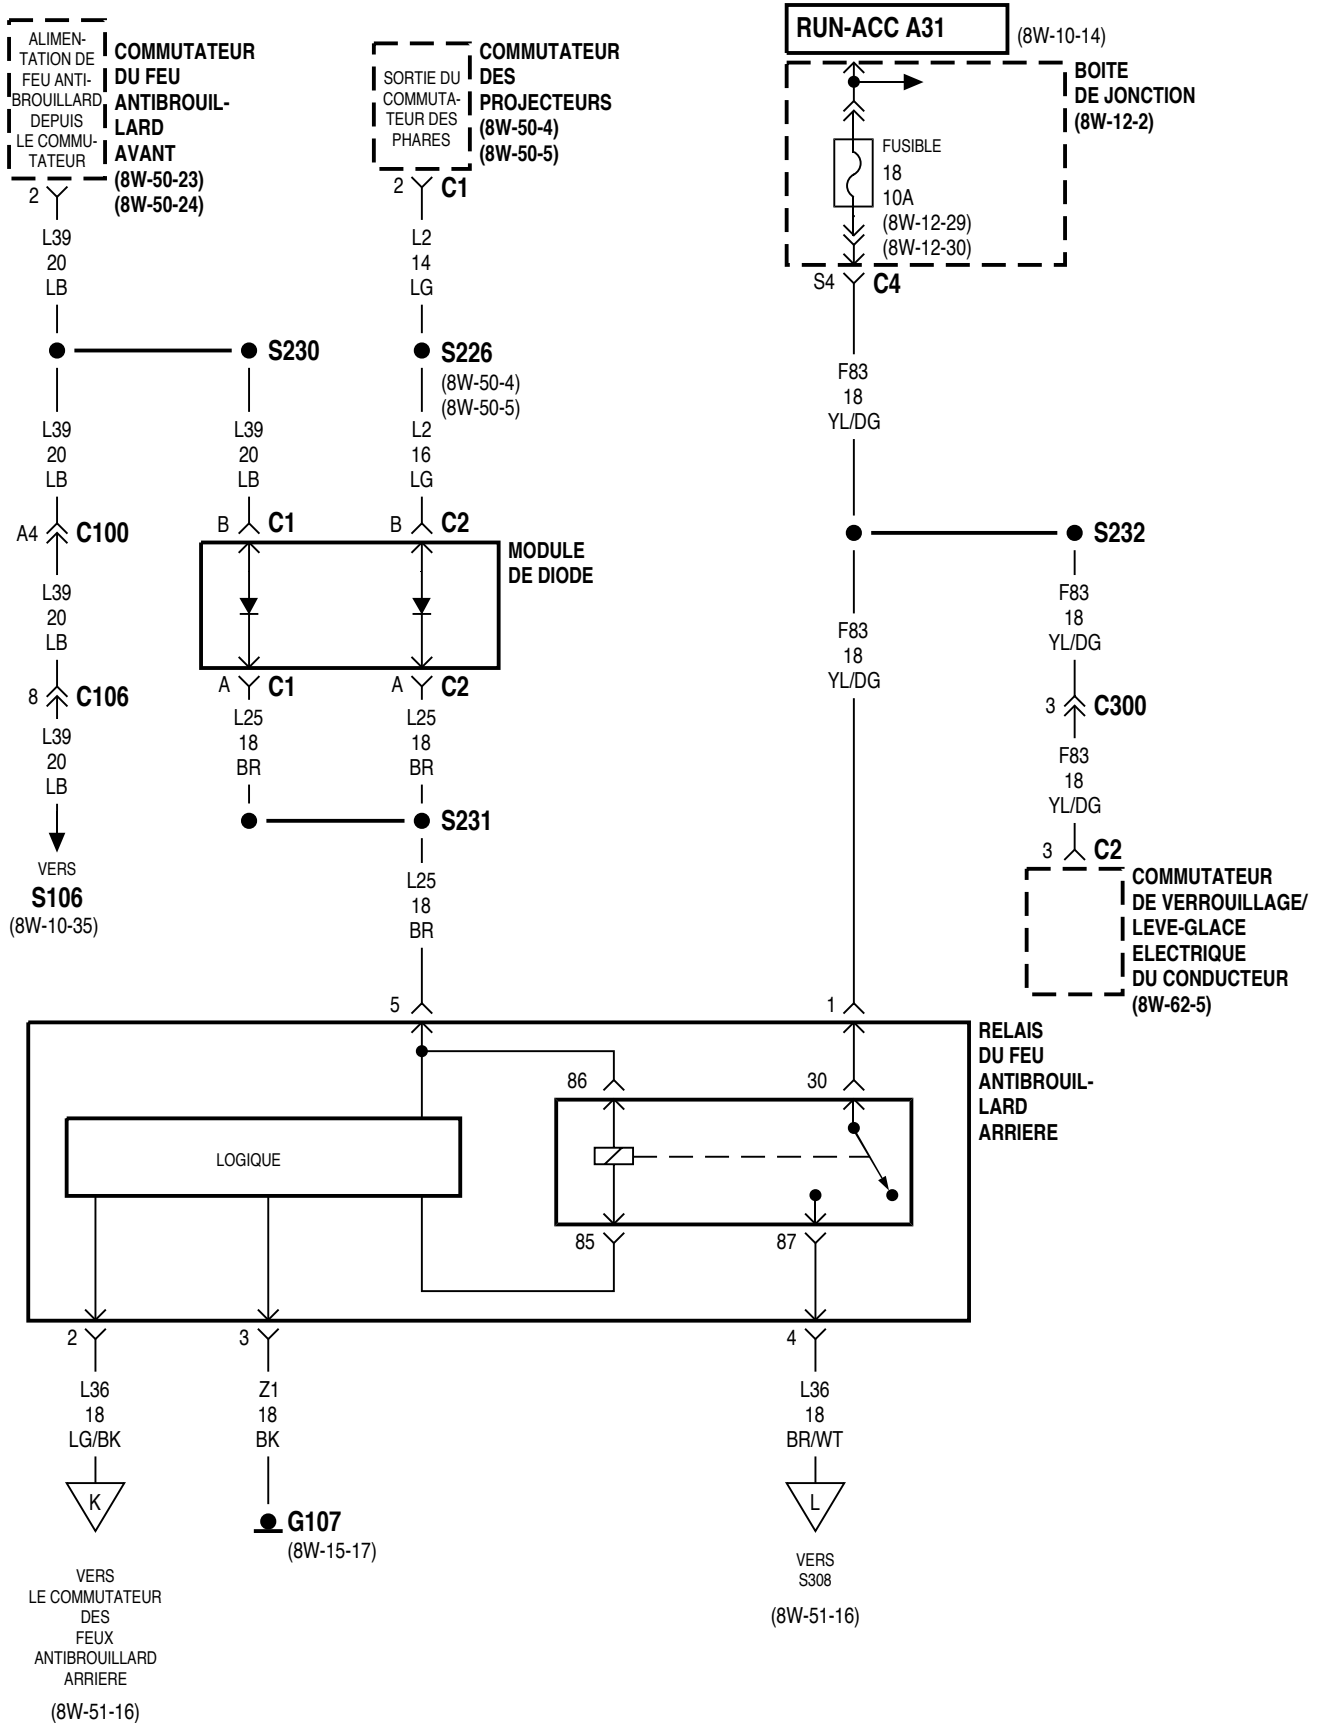 ALIMEN-
TATION DE
FEU ANTI-
BROUILLARD
DEPUIS
LE COMMU-
TATEUR
COMMUTATEUR
DU FEU
ANTIBROUIL-
LARD
AVANT
(8W-50-23)
(8W-50-24)
SORTIE DU
COMMUTA-
TEUR DES
PHARES
COMMUTATEUR
DES
PROJECTEURS
(8W-50-4)
(8W-50-5)
RUN-ACC A31
(8W-10-14)
BOITE
DE JONCTION
(8W-12-2)
FUSIBLE
18
10A
(8W-12-29)
(8W-12-30)
2
2
C1
S4
C4
L39
20
LB
L2
14
LG
S230
S226
(8W-50-4)
(8W-50-5)
F83
18
YL/DG
L39
20
LB
L39
20
LB
L2
16
LG
A4
C100
B
C1
B
C2
S232
MODULE
DE DIODE
L39
20
LB
F83
18
YL/DG
F83
18
YL/DG
8
C106
A
C1
A
C2
3
C300
L39
20
LB
L25
18
BR
L25
18
BR
F83
18
YL/DG
S231
VERS
S106
(8W-10-35)
L25
18
BR
3
C2
COMMUTATEUR
DE VERROUILLAGE/
LEVE-GLACE
ELECTRIQUE
DU CONDUCTEUR
(8W-62-5)
5
1
RELAIS
DU FEU
ANTIBROUIL-
LARD
ARRIERE
86
30
LOGIQUE
85
87
2
3
4
L36
18
LG/BK
Z1
18
BK
L36
18
BR/WT
K
L
G107
(8W-15-17)
VERS
LE COMMUTATEUR
DES
FEUX
ANTIBROUILLARD
ARRIERE
(8W-51-16)
VERS
S308
(8W-51-16)